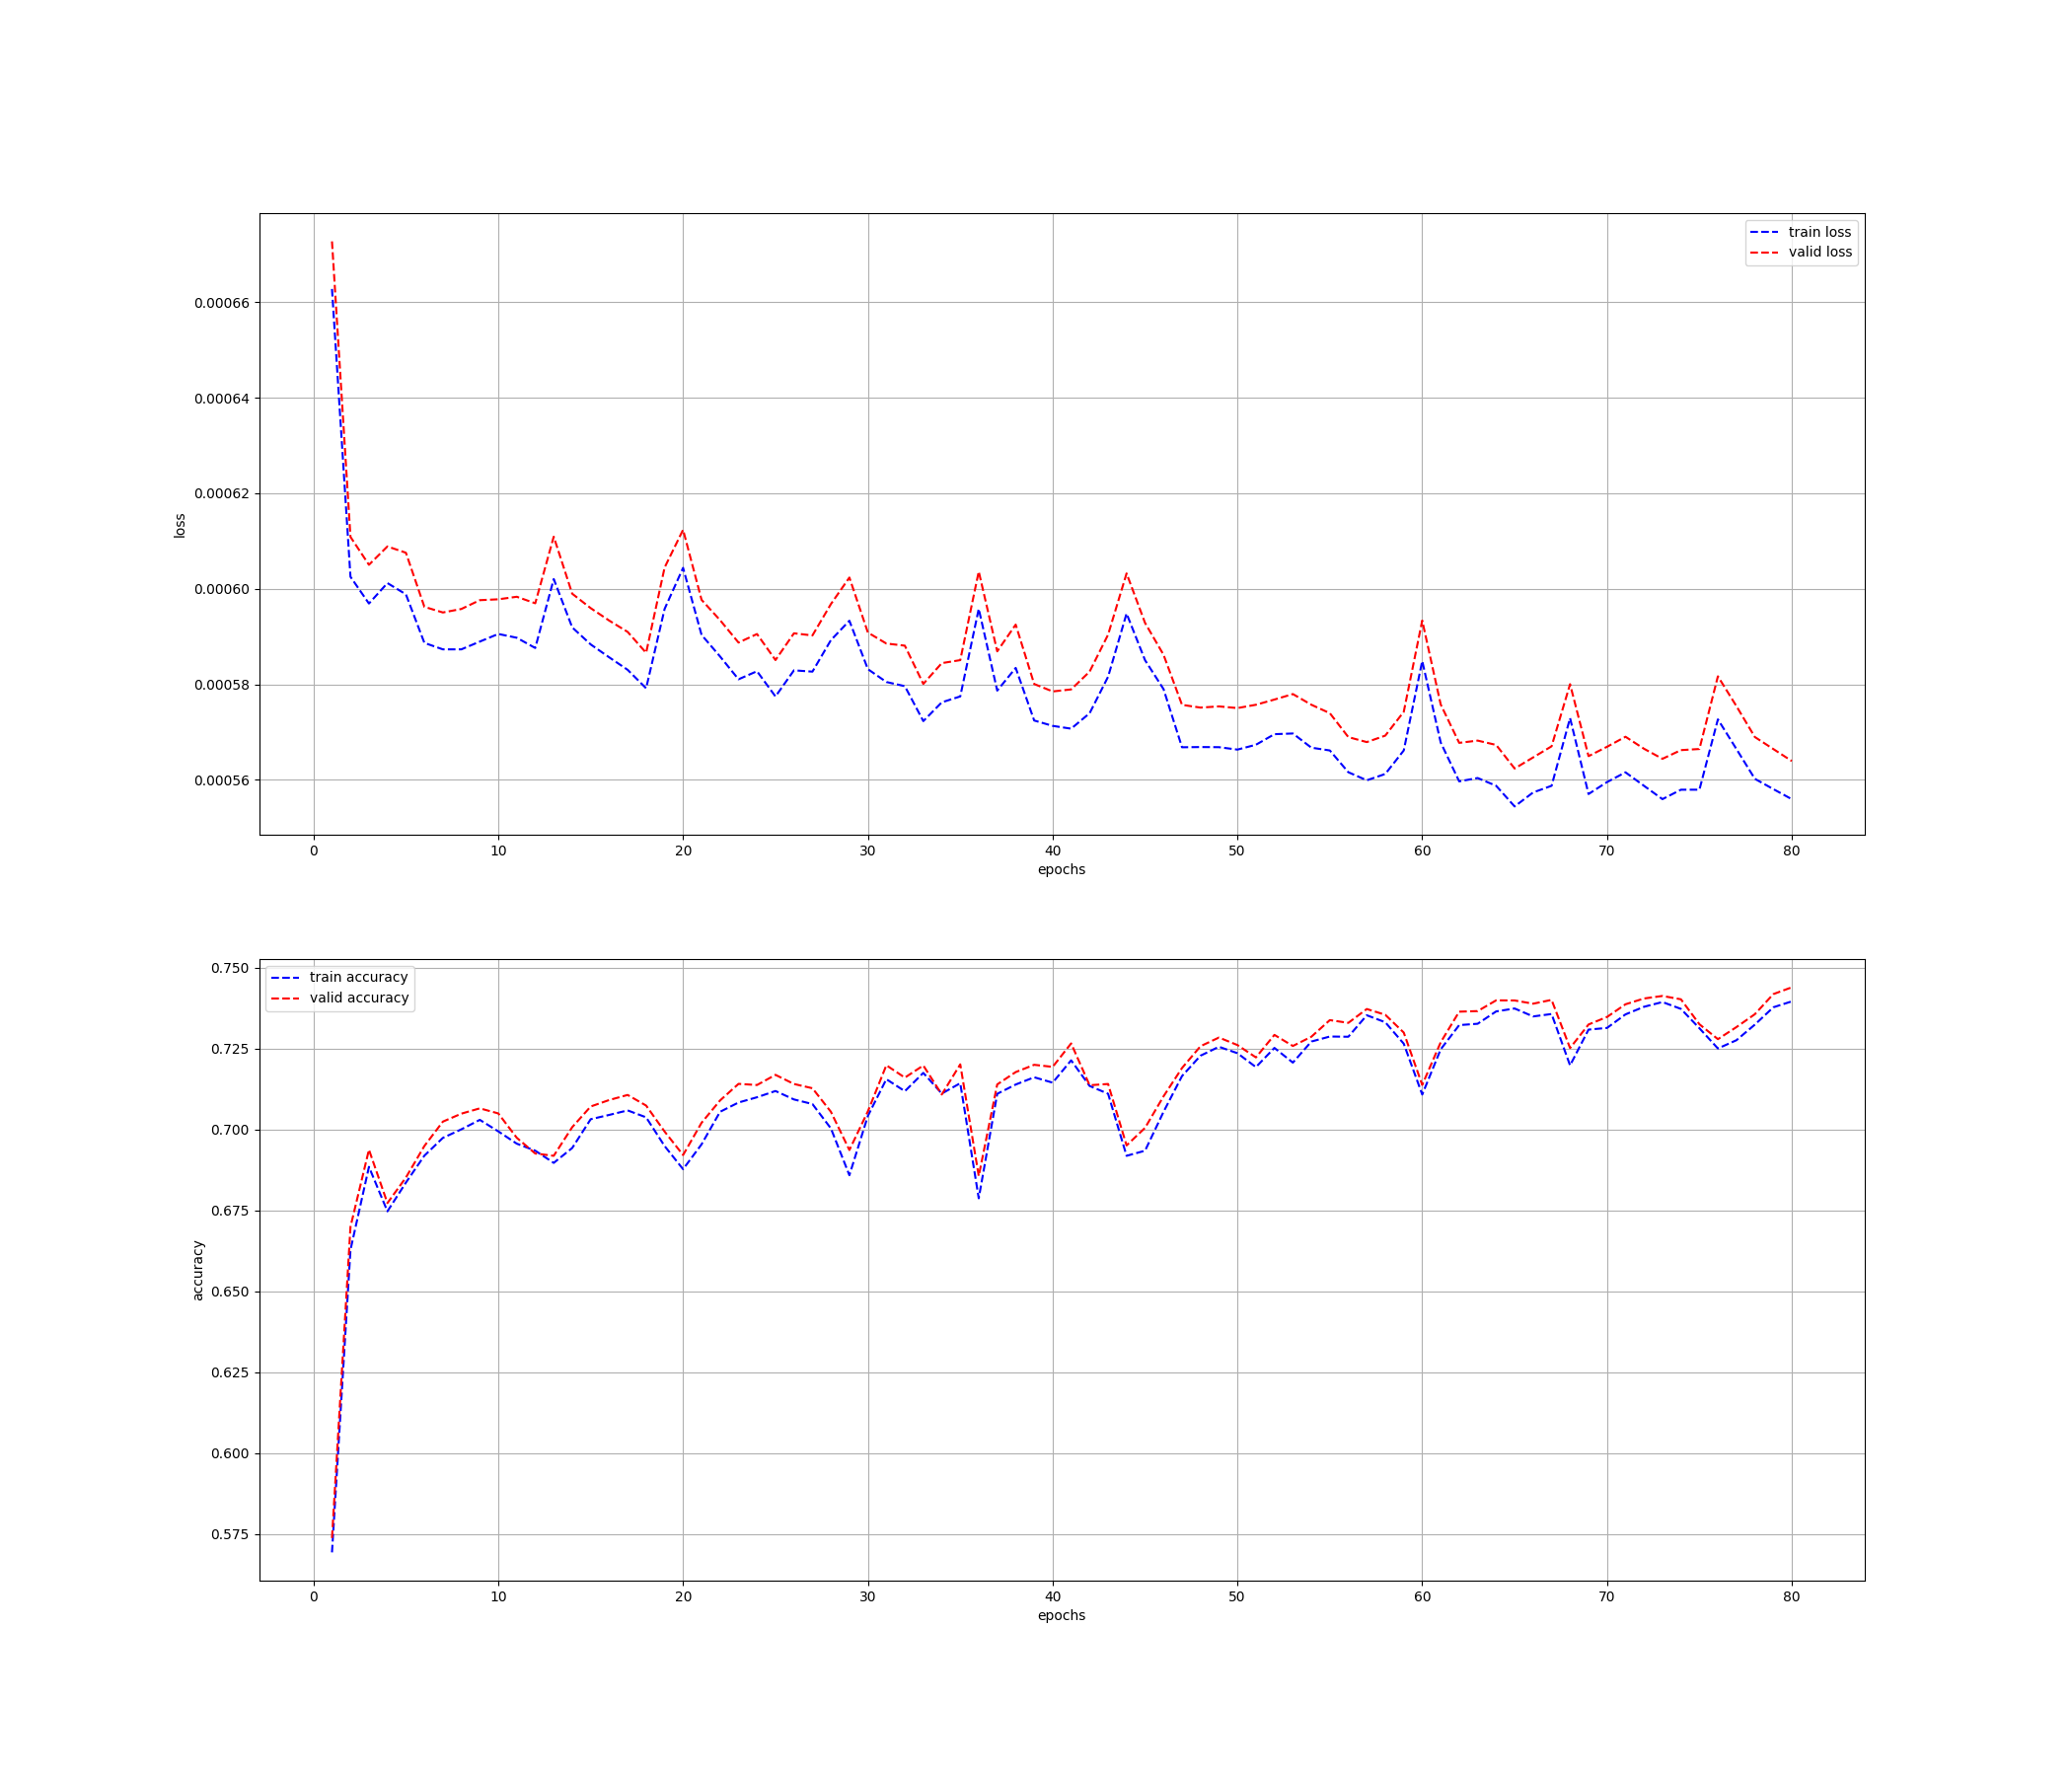 train loss
valid loss
0.00066
0.00064
0.00062
0.00060
0.00058
0.00056
loss
0 10 20 30 40 50 60 70 80
epochs
train accuracy
valid accuracy
0.750
0.725
0.700
0.675
0.650
0.625
0.600
0.575
accuracy
0 10 20 30 40 50 60 70 80
epochs